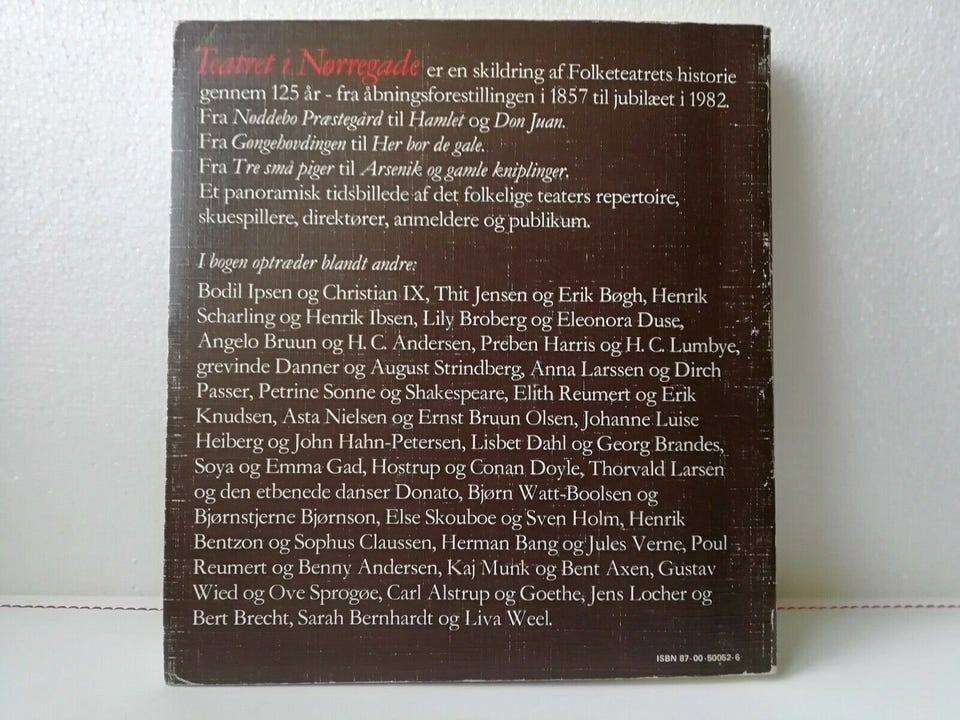 Teatret i Nørregade er en skildring af Folketeatrets historie
gennem 125 år - fra åbningsforestillingen i 1857 til jubilæet i 1982.
Fra Nøddebo Præstegård til Hamlet og Don Juan.
Fra Gøngehøvdingen til Her bor de gale.
Fra Tre små piger til Arsenik og gamle kniplinger.
Et panoramisk tidsbillede af det folkelige teaters repertoire,
skuespillere, direktører, anmeldere og publikum.
I bogen optræder blandt andre:
Bodil Ipsen og Christian IX, Thit Jensen og Erik Bøgh, Henrik
Scharling og Henrik Ibsen, Lily Broberg og Eleonora Duse,
Angelo Bruun og H. C. Andersen, Preben Harris og H. C. Lumbye,
grevinde Danner og August Strindberg, Anna Larssen og Dirch
Passer, Petrine Sonne og Shakespeare, Elith Reumert og Erik
Knudsen, Asta Nielsen og Ernst Bruun Olsen, Johanne Luise
Heiberg og John Hahn-Petersen, Lisbet Dahl og Georg Brandes,
Soya og Emma Gad, Hostrup og Conan Doyle, Thorvald Larsen
og den etbenede danser Donato, Bjørn Watt-Boolsen og
Bjørnstjerne Bjørnson, Else Skouboe og Sven Holm, Henrik
Bentzon og Sophus Claussen, Herman Bang og Jules Verne, Poul
Reumert og Benny Andersen, Kaj Munk og Bent Axen, Gustav
Wied og Ove Sprogøe, Carl Alstrup og Goethe, Jens Locher og
Bert Brecht, Sarah Bernhardt og Liva Weel.
ISBN 87-00-50052-6